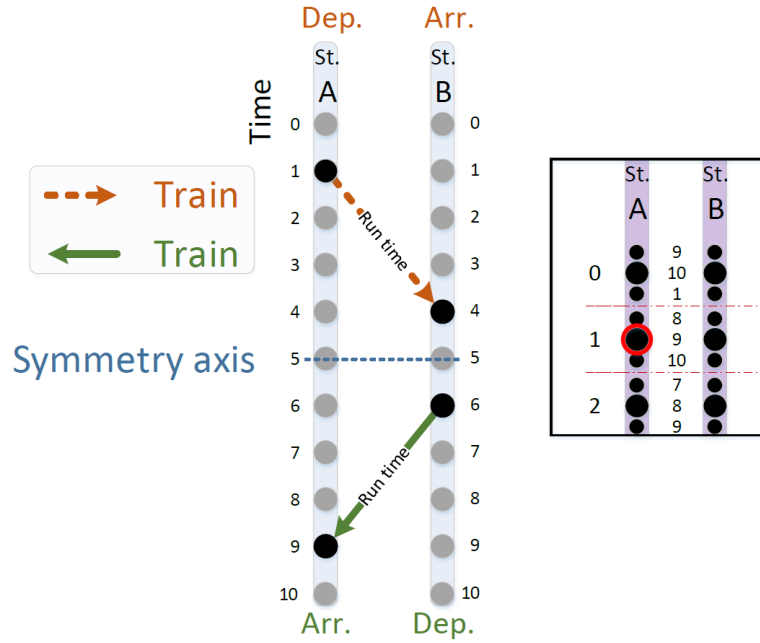 Dep. Arr.
St. St.
A B
Time
0 0
1 1
2 2
3 3
4 4
5 5
6 6
7 7
8 8
9 9
10 10
Run time
Run time
Arr. Dep.
Train
Train
Symmetry axis
St. St.
A B
9
0 10
1
8
1 9
10
7
2 8
9